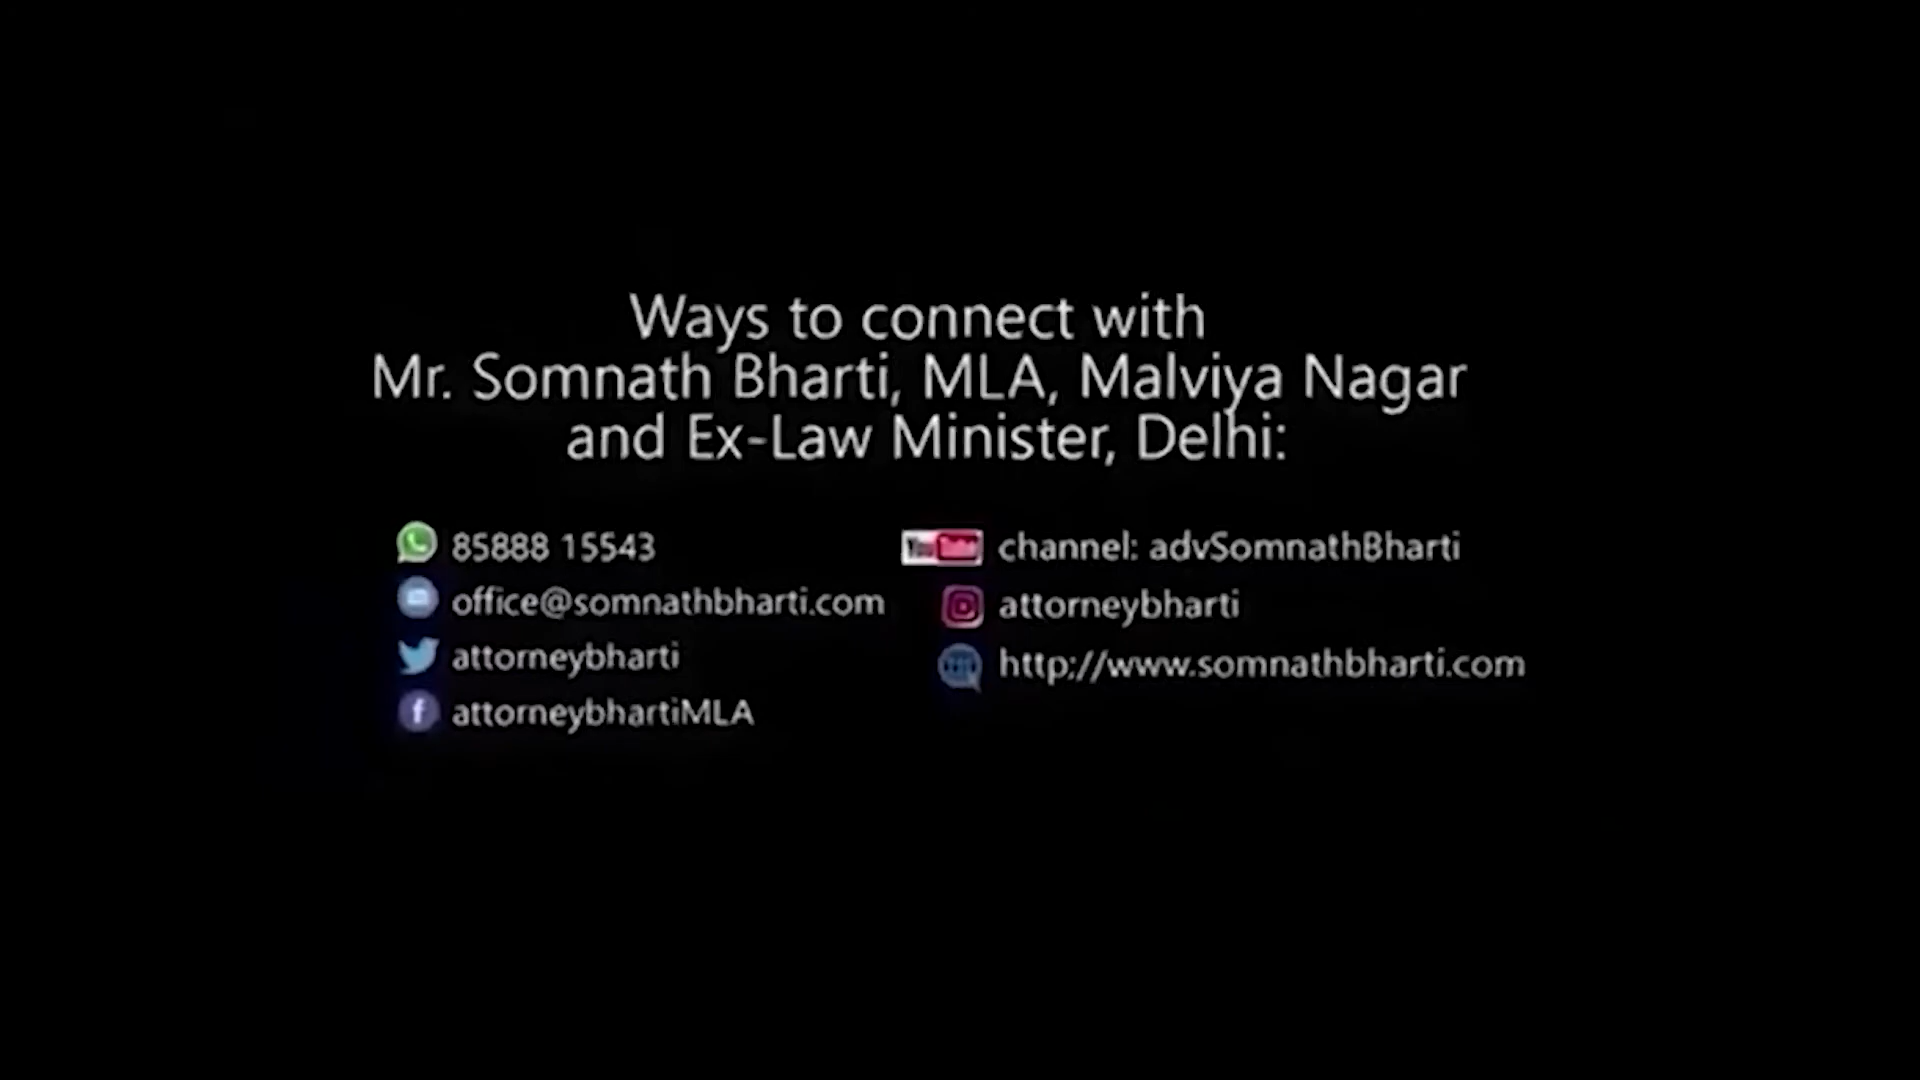 Ways to connect with
Mr. Somnath Bharti, MLA, Malviya Nagar
and Ex-Law Minister, Delhi:
85888 15543
office@somnathbharti.com
attorneybharti
attorneybhartiMLA
YouTube channel: advSomnathBharti
attorneybharti
http://www.somnathbharti.com